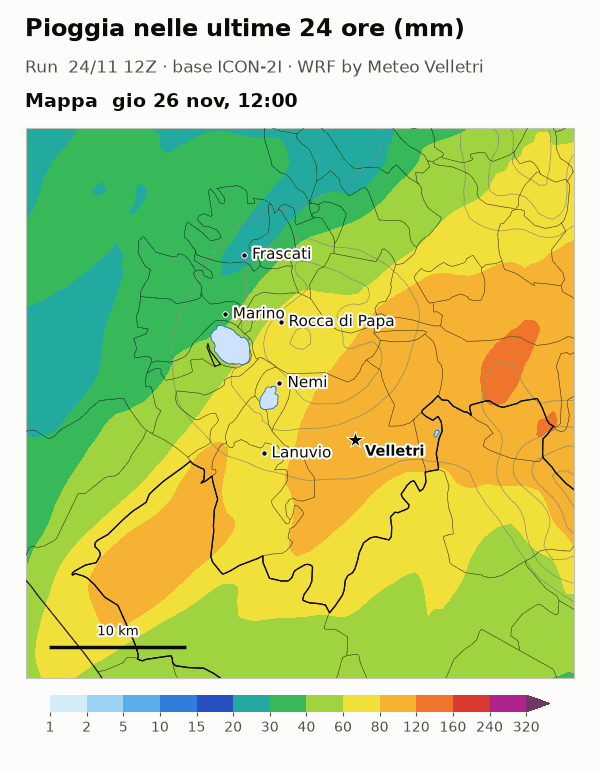 Pioggia nelle ultime 24 ore (mm)
Run  24/11 12Z · base ICON-2I · WRF by Meteo Velletri
Mappa  gio 26 nov, 12:00
Frascati
Marino
Rocca di Papa
Nemi
Velletri
Lanuvio
10 km
1 2 5 10 15 20 30 40 60 80 120 160 240 320